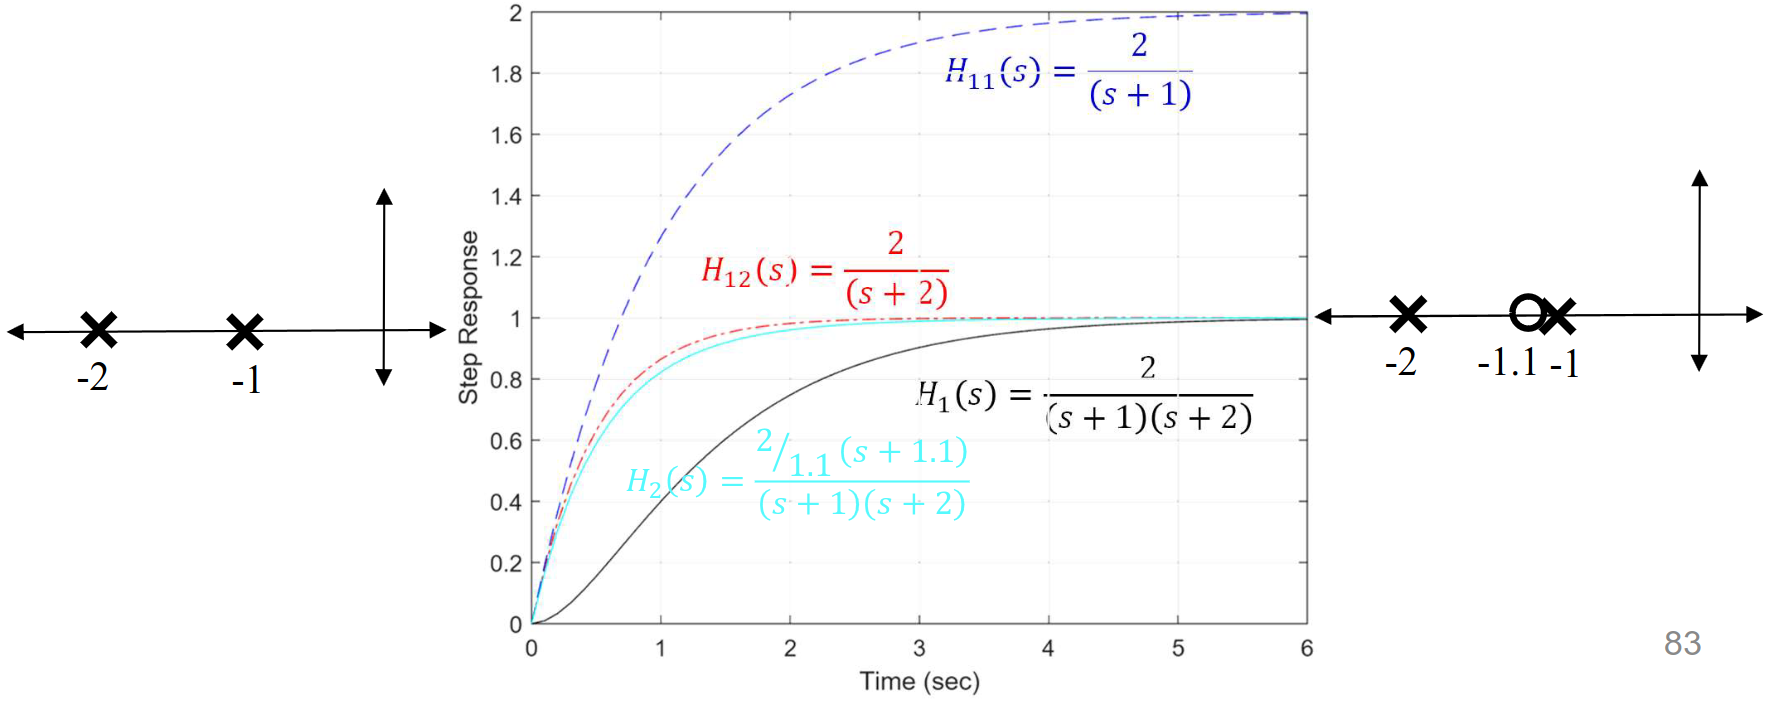 2
1.8
1.6
1.4
1.2
1
0.8
0.6
0.4
0.2
0
0 1 2 3 4 5 6
Step Response
Time (sec)
H₁₁(s) = 2/(s + 1)
H₁₂(s) = 2/(s + 2)
H₁(s) = 2/(s + 1)(s + 2)
H₂(s) = 2/1.1 (s + 1.1)/(s + 1)(s + 2)
-2 -1
-2 -1.1 -1
83